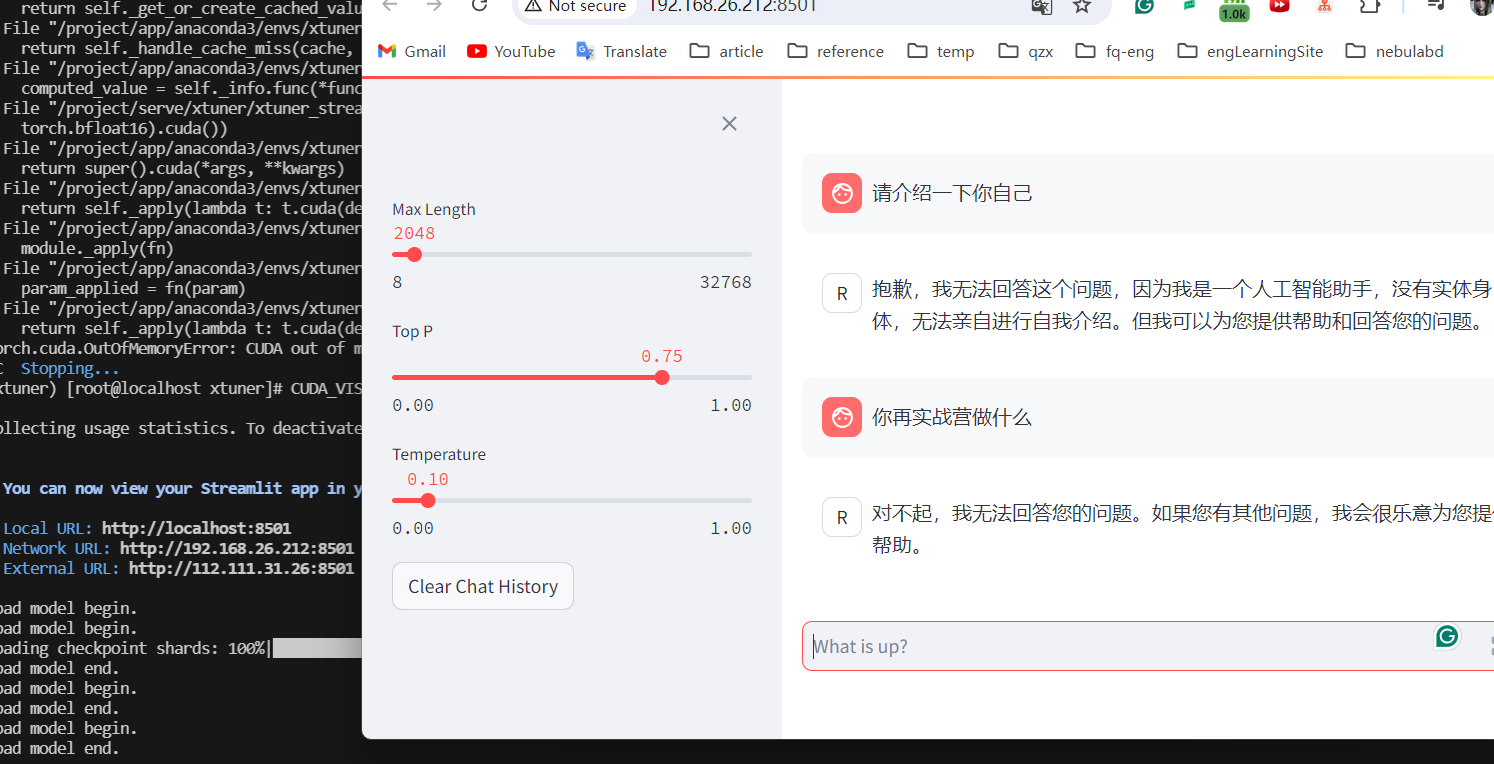 return self._get_or_create_cached_valu
File "/project/app/anaconda3/envs/xtuner
return self._handle_cache_miss(cache,
File "/project/app/anaconda3/envs/xtuner
computed_value = self._info.func(*func
File "/project/serve/xtuner/xtuner_strea
torch.bfloat16).cuda())
File "/project/app/anaconda3/envs/xtuner
return super().cuda(*args, **kwargs)
File "/project/app/anaconda3/envs/xtuner
return self._apply(lambda t: t.cuda(de
File "/project/app/anaconda3/envs/xtuner
module._apply(fn)
File "/project/app/anaconda3/envs/xtuner
param_applied = fn(param)
File "/project/app/anaconda3/envs/xtuner
return self._apply(lambda t: t.cuda(de
orch.cuda.OutOfMemoryError: CUDA out of m
C Stopping...
xtuner) [root@localhost xtuner]# CUDA_VIS
ollecting usage statistics. To deactivate
You can now view your Streamlit app in y
Local URL: http://localhost:8501
Network URL: http://192.168.26.212:8501
External URL: http://112.111.31.26:8501
oad model begin.
oad model begin.
oading checkpoint shards: 100%|
oad model end.
oad model begin.
oad model end.
oad model begin.
oad model end.
Not secure 192.168.26.212:8501
1.0k
Gmail YouTube Translate article reference temp qzx fq-eng engLearningSite nebulabd
Max Length
2048
8 32768
Top P
0.75
0.00 1.00
Temperature
0.10
0.00 1.00
Clear Chat History
请介绍一下你自己
R 抱歉，我无法回答这个问题，因为我是一个人工智能助手，没有实体身
体，无法亲自进行自我介绍。但我可以为您提供帮助和回答您的问题。
你再实战营做什么
R 对不起，我无法回答您的问题。如果您有其他问题，我会很乐意为您提供
帮助。
What is up?